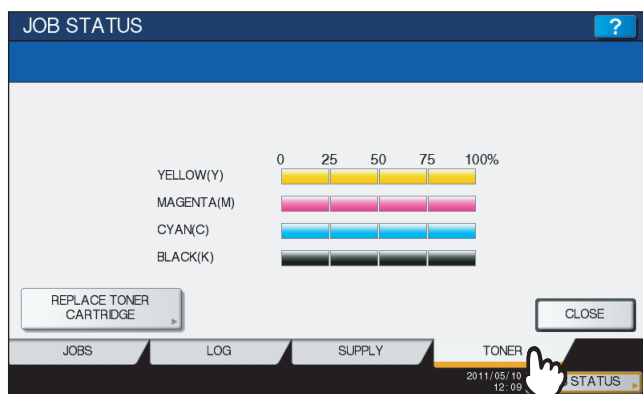 JOB STATUS ?
0 25 50 75 100%
YELLOW(Y)
MAGENTA(M)
CYAN(C)
BLACK(K)
REPLACE TONER
CARTRIDGE
CLOSE
JOBS LOG SUPPLY TONER
2011/05/10
12:09
STATUS